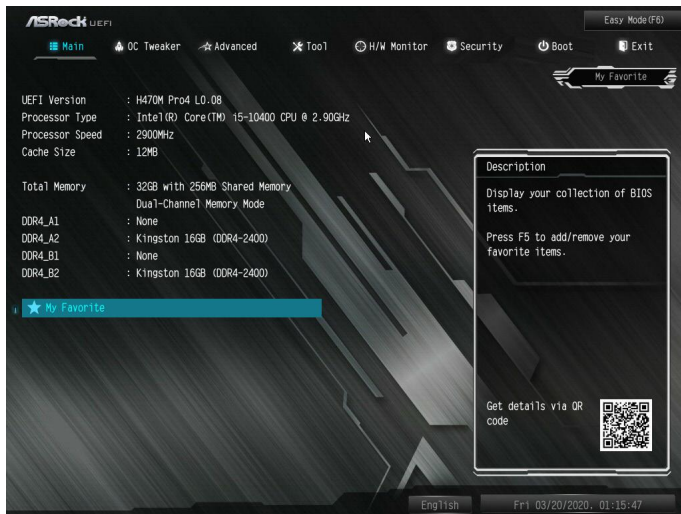 ASRock UEFI
Easy Mode(F6)
Main OC Tweaker Advanced Tool H/W Monitor Security Boot Exit
My Favorite
UEFI Version : H470M Pro4 L0.08
Processor Type : Intel(R) Core(TM) i5-10400 CPU @ 2.90GHz
Processor Speed : 2900MHz
Cache Size : 12MB
Total Memory : 32GB with 256MB Shared Memory
Dual-Channel Memory Mode
DDR4_A1 : None
DDR4_A2 : Kingston 16GB (DDR4-2400)
DDR4_B1 : None
DDR4_B2 : Kingston 16GB (DDR4-2400)
My Favorite
Description
Display your collection of BIOS
items.
Press F5 to add/remove your
favorite items.
Get details via QR
code
English
Fri 03/20/2020, 01:15:47